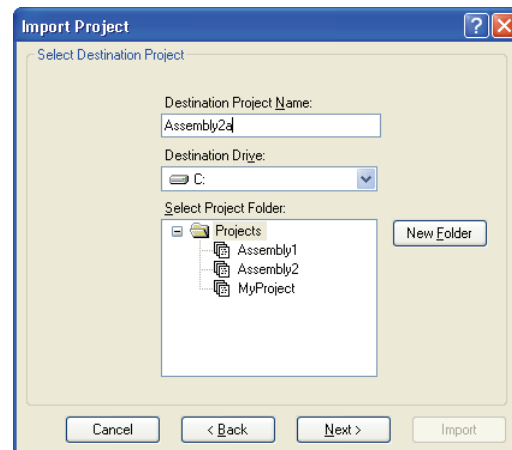 Import Project
Select Destination Project
Destination Project Name:
Assembly2a
Destination Drive:
C:
Select Project Folder:
Projects
New Folder
Assembly1
Assembly2
MyProject
Cancel
< Back
Next >
Import